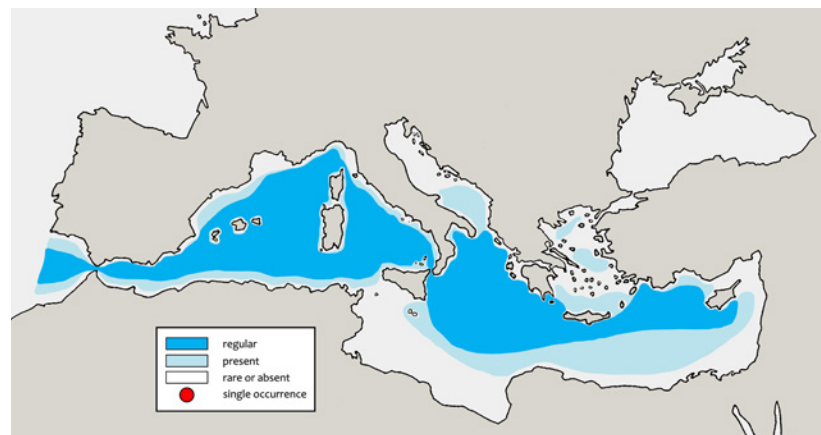 regular
present
rare or absent
single occurrence